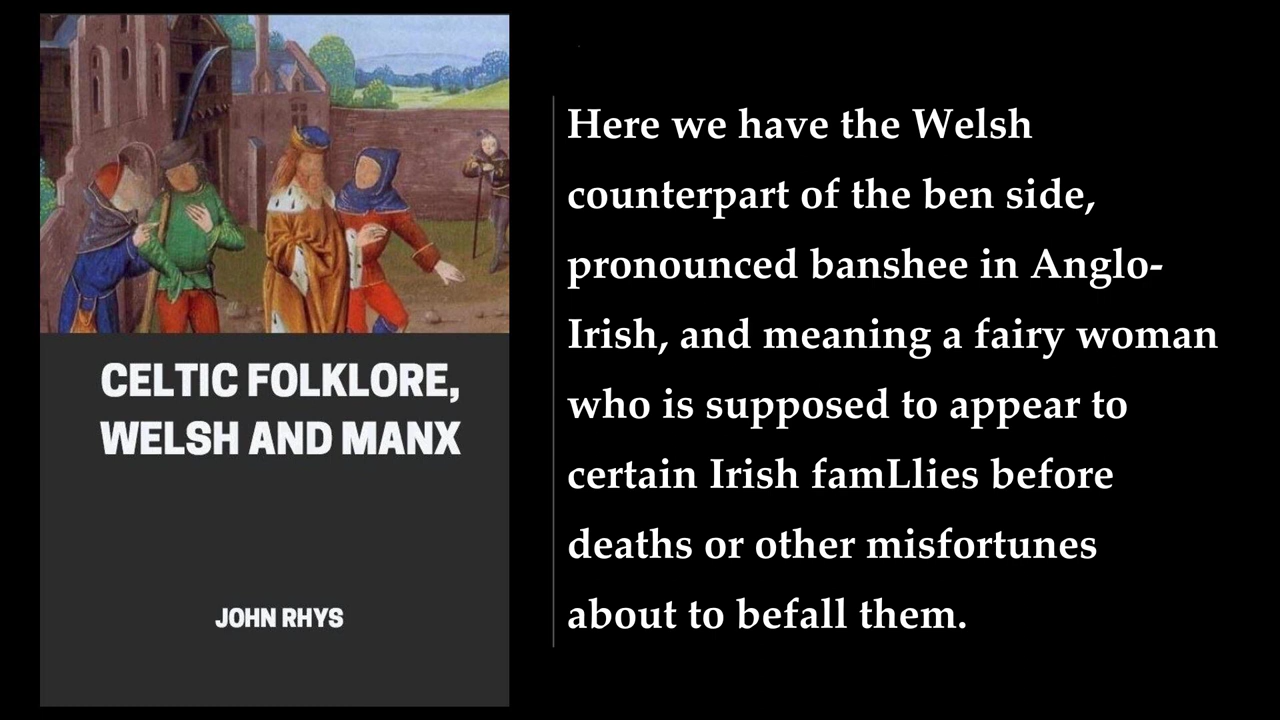 CELTIC FOLKLORE,
WELSH AND MANX
JOHN RHYS
Here we have the Welsh
counterpart of the ben side,
pronounced banshee in Anglo-
Irish, and meaning a fairy woman
who is supposed to appear to
certain Irish famLlies before
deaths or other misfortunes
about to befall them.